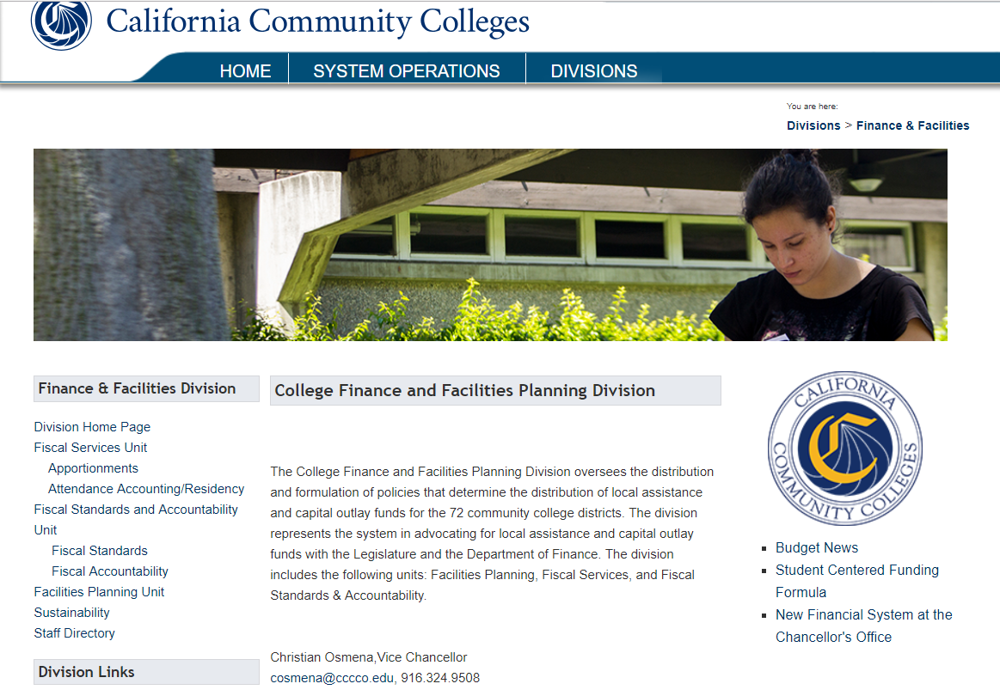 California Community Colleges
HOME
SYSTEM OPERATIONS
DIVISIONS
You are here:
Divisions > Finance & Facilities
Finance & Facilities Division
Division Home Page
Fiscal Services Unit
Apportionments
Attendance Accounting/Residency
Fiscal Standards and Accountability
Unit
Fiscal Standards
Fiscal Accountability
Facilities Planning Unit
Sustainability
Staff Directory
Division Links
College Finance and Facilities Planning Division
The College Finance and Facilities Planning Division oversees the distribution
and formulation of policies that determine the distribution of local assistance
and capital outlay funds for the 72 community college districts. The division
represents the system in advocating for local assistance and capital outlay
funds with the Legislature and the Department of Finance. The division
includes the following units: Facilities Planning, Fiscal Services, and Fiscal
Standards & Accountability.
Christian Osmena,Vice Chancellor
cosmena@cccco.edu, 916.324.9508
CALIFORNIA
COMMUNITY COLLEGES
Budget News
Student Centered Funding
Formula
New Financial System at the
Chancellor's Office